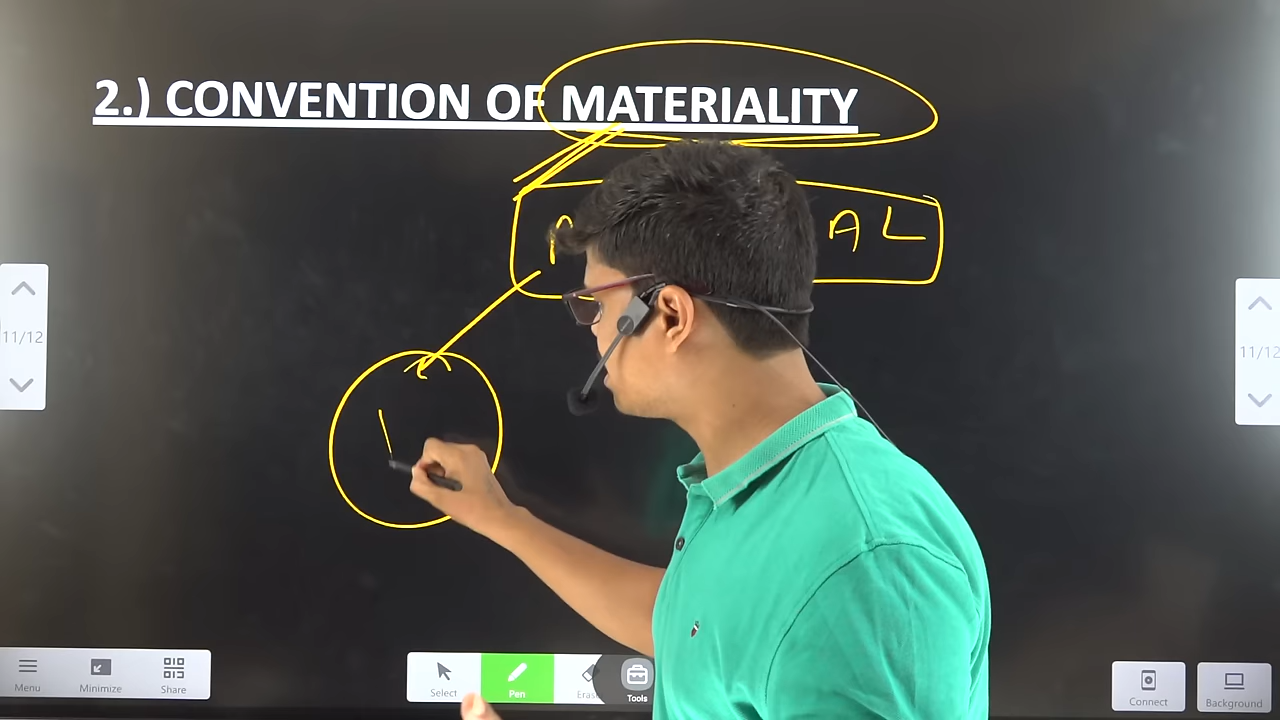 2.) CONVENTION OF MATERIALITY
AL
11/12
11/12
Menu
Minimize
Share
Select
Pen
Tools
Connect
Background